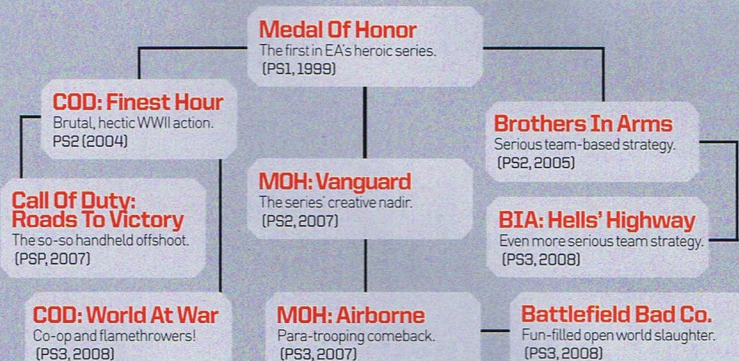 Medal Of Honor
The first in EA's heroic series.
(PS1, 1999)
COD: Finest Hour
Brutal, hectic WWII action.
PS2 (2004)
Brothers In Arms
Serious team-based strategy.
(PS2, 2005)
Call Of Duty:
Roads To Victory
The so-so handheld offshoot.
(PSP, 2007)
MOH: Vanguard
The series' creative nadir.
(PS2, 2007)
BIA: Hells' Highway
Even more serious team strategy.
(PS3, 2008)
COD: World At War
Co-op and flamethrowers!
(PS3, 2008)
MOH: Airborne
Para-trooping comeback.
(PS3, 2007)
Battlefield Bad Co.
Fun-filled open world slaughter.
(PS3, 2008)